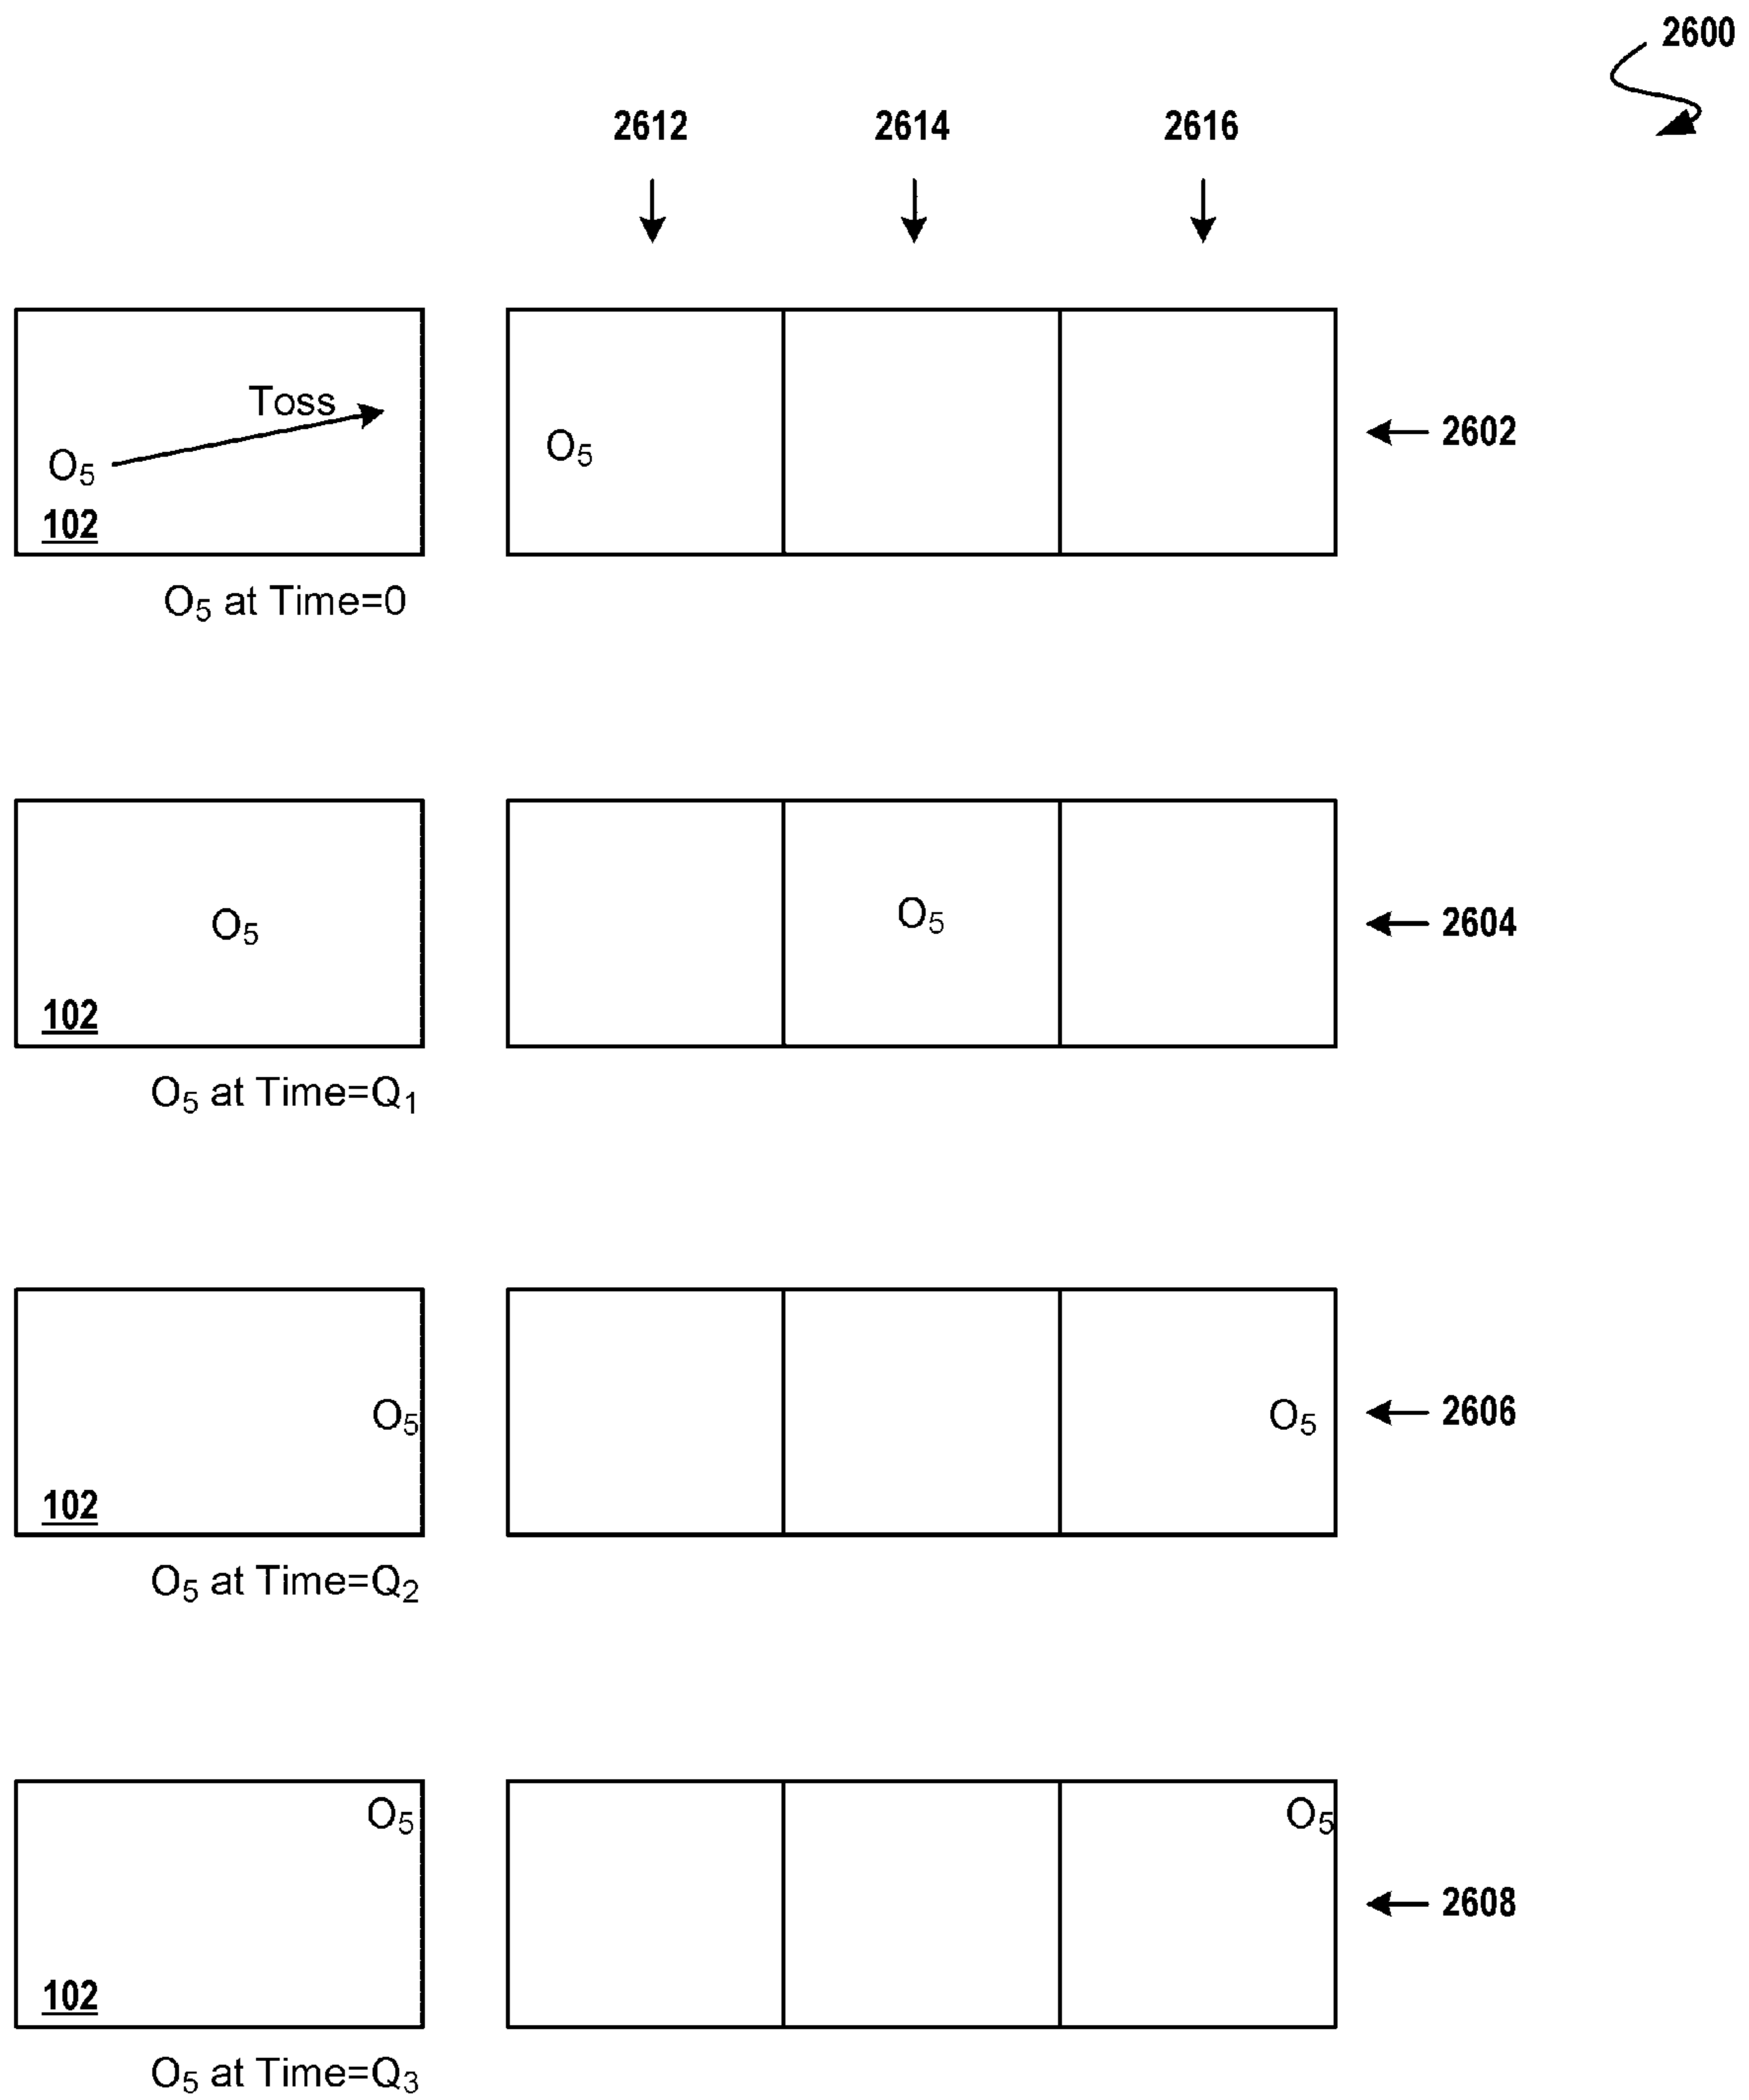 2600
2612 2614 2616
Toss
O₅ O₅ 2602
102
O₅ at Time=0
O₅ O₅ 2604
102
O₅ at Time=Q₁
O₅ O₅ 2606
102
O₅ at Time=Q₂
O₅ O₅
2608
102
O₅ at Time=Q₃